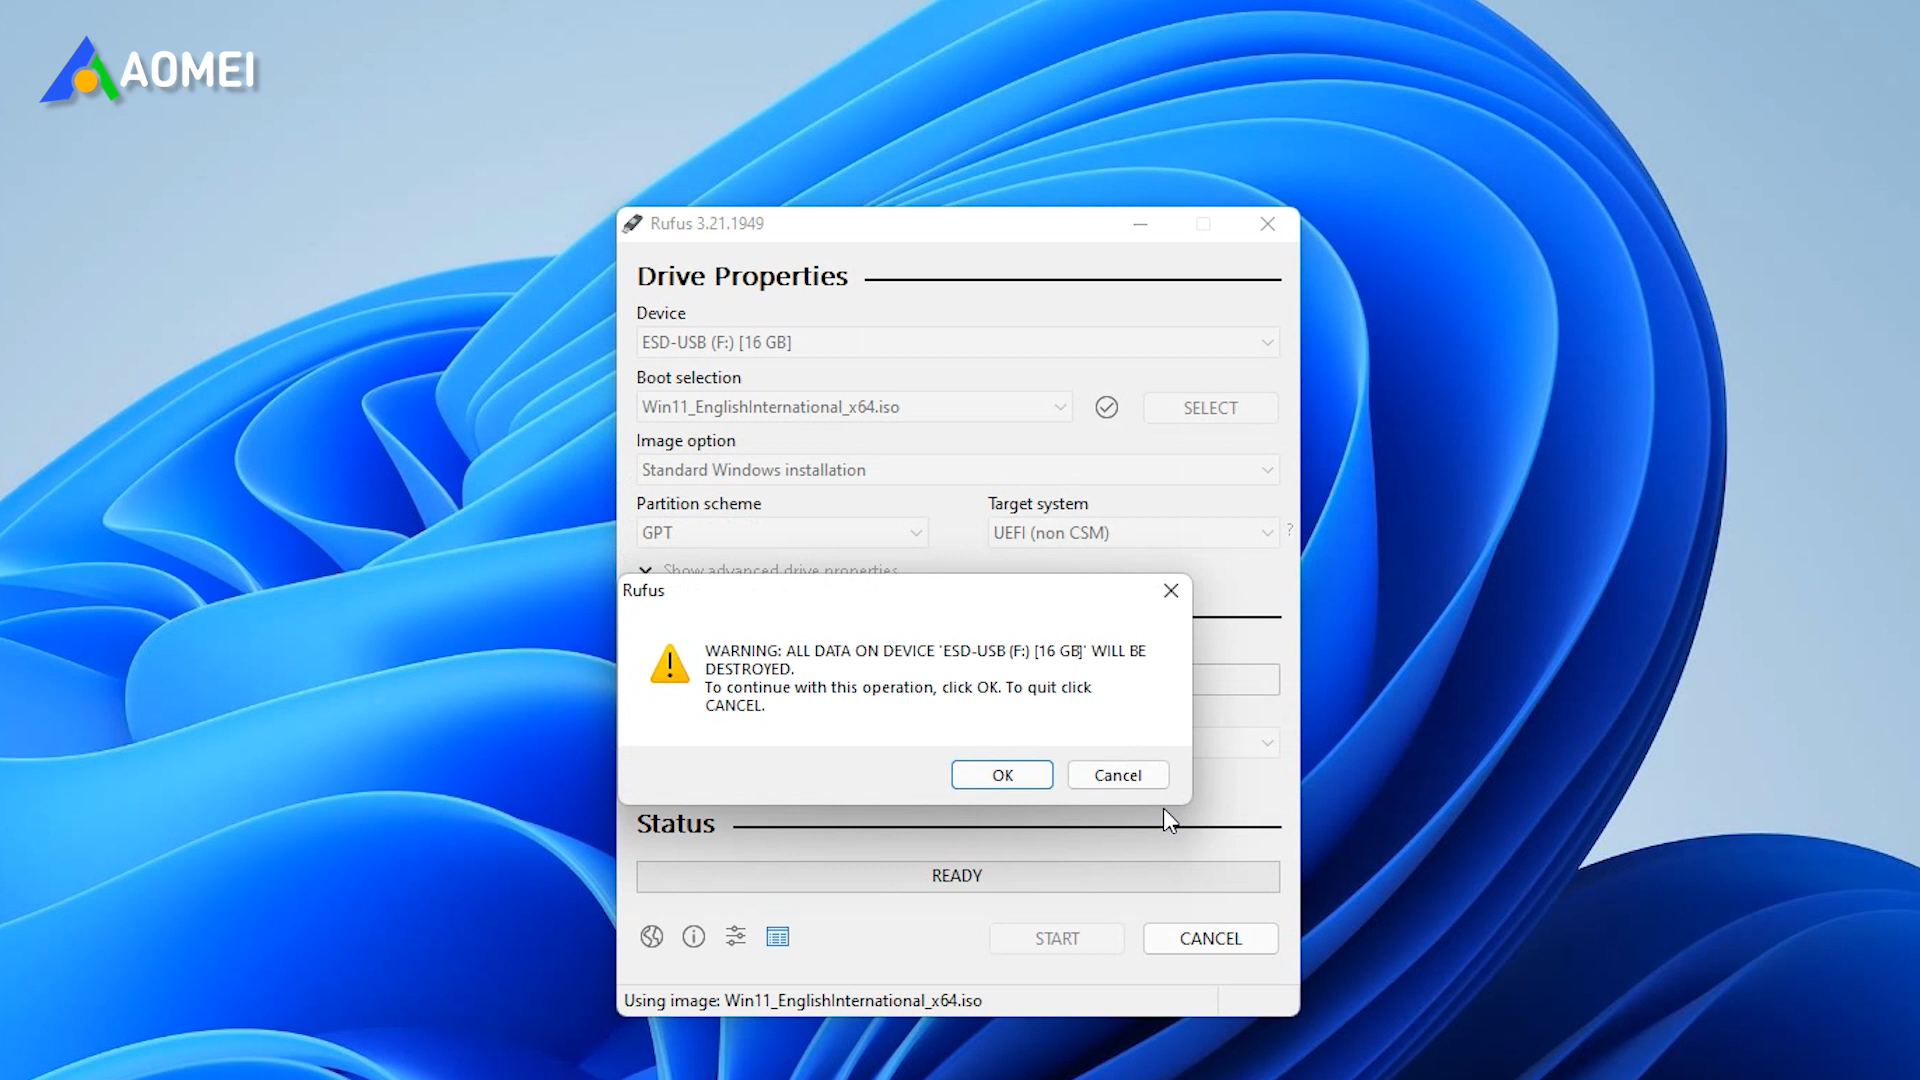 AOMEI
Rufus 3.21.1949
Drive Properties
Device
ESD-USB (F:) [16 GB]
Boot selection
Win11_EnglishInternational_x64.iso
SELECT
Image option
Standard Windows installation
Partition scheme
Target system
GPT
UEFI (non CSM)
?
Show advanced drive properties
Rufus
WARNING: ALL DATA ON DEVICE 'ESD-USB (F:) [16 GB]' WILL BE
DESTROYED.
To continue with this operation, click OK. To quit click
CANCEL.
OK
Cancel
Status
READY
START
CANCEL
Using image: Win11_EnglishInternational_x64.iso